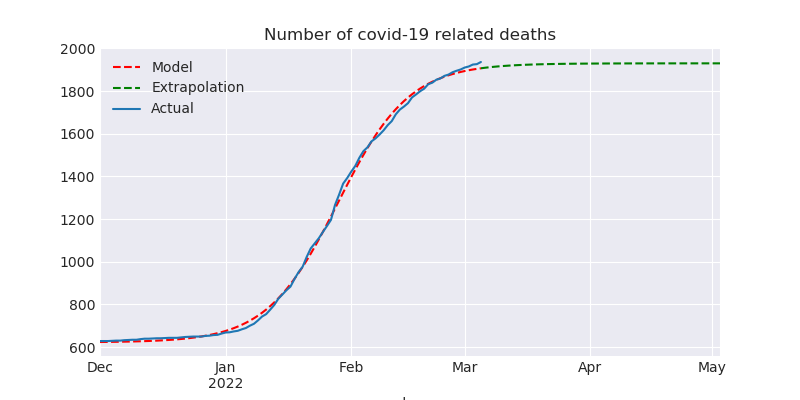 Number of covid-19 related deaths
Model
Extrapolation
Actual
2000
1800
1600
1400
1200
1000
800
600
Dec Jan Feb Mar Apr May
2022